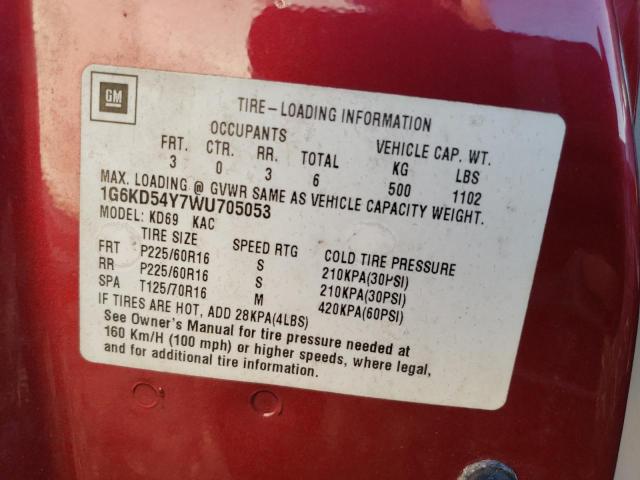 GM
TIRE-LOADING INFORMATION
OCCUPANTS VEHICLE CAP. WT.
FRT. CTR. RR. TOTAL KG LBS
3 0 3 6 500 1102
MAX. LOADING @ GVWR SAME AS VEHICLE CAPACITY WEIGHT.
1G6KD54Y7WU705053
MODEL: KD69 KAC
TIRE SIZE SPEED RTG COLD TIRE PRESSURE
FRT P225/60R16 S 210KPA(30PSI)
RR P225/60R16 S 210KPA(30PSI)
SPA T125/70R16 M 420KPA(60PSI)
IF TIRES ARE HOT, ADD 28KPA(4LBS)
See Owner's Manual for tire pressure needed at
160 Km/H (100 mph) or higher speeds, where legal,
and for additional tire information.